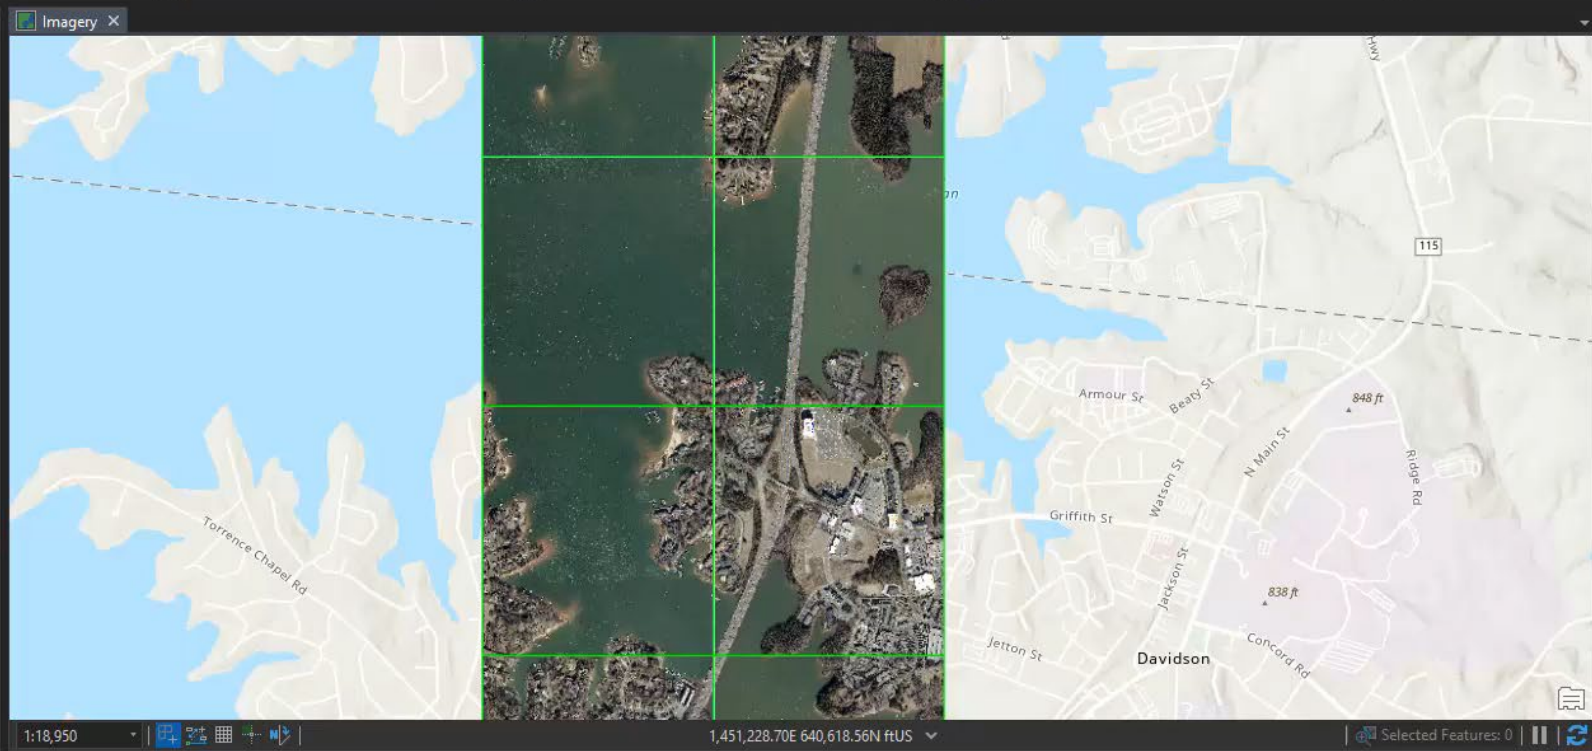 Imagery
Hwy
an
115
Armour St
Beaty St
848 ft
N Main St
Ridge Rd
Watson St
Griffith St
Torrence Chapel Rd
Jackson St
838 ft
Jetton St
Concord Rd
Davidson
1:18,950
1,451,228.70E 640,618.56N ftUS
Selected Features: 0